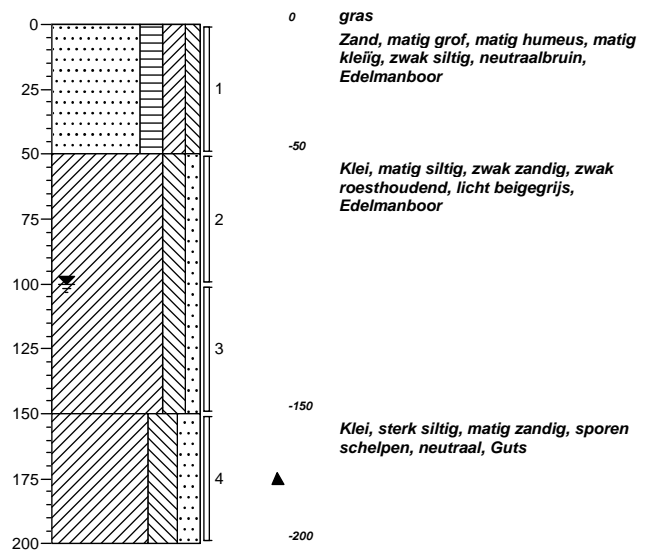 0
0
gras
Zand, matig grof, matig humeus, matig
kleiïg, zwak siltig, neutraalbruin,
Edelmanboor
25
1
50
-50
Klei, matig siltig, zwak zandig, zwak
roesthoudend, licht beigegrijs,
Edelmanboor
75
2
100
125
3
150
-150
Klei, sterk siltig, matig zandig, sporen
schelpen, neutraal, Guts
175
4
200
-200